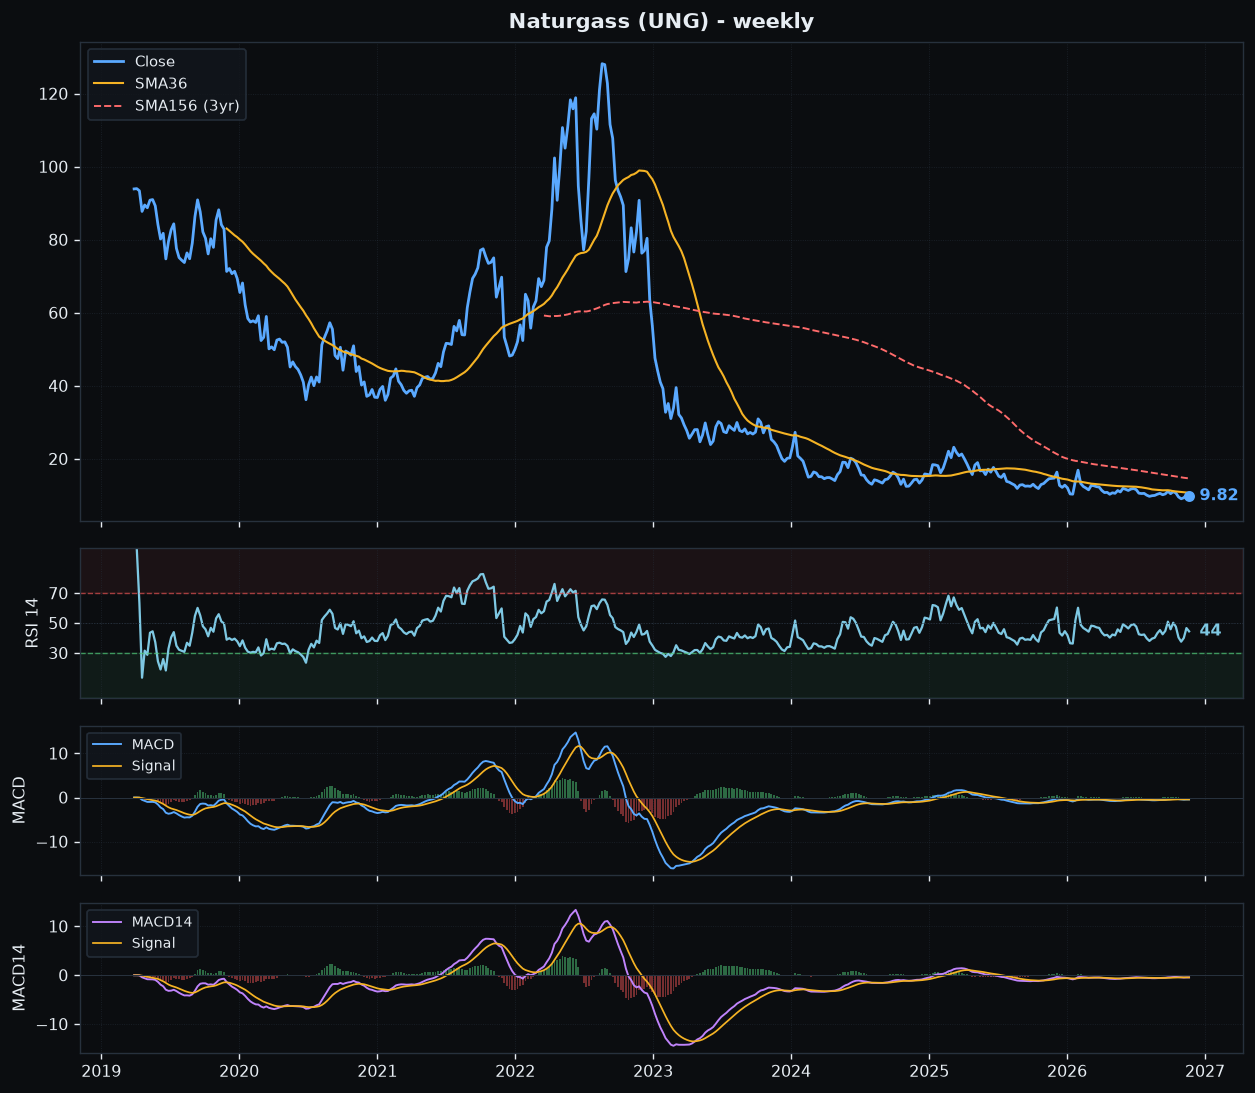 Naturgass (UNG) - weekly
Close
SMA36
SMA156 (3yr)
120
100
80
60
40
20
9.82
RSI 14
70
50
30
44
MACD
MACD
Signal
10
0
−10
MACD14
MACD14
Signal
10
0
−10
2019 2020 2021 2022 2023 2024 2025 2026 2027